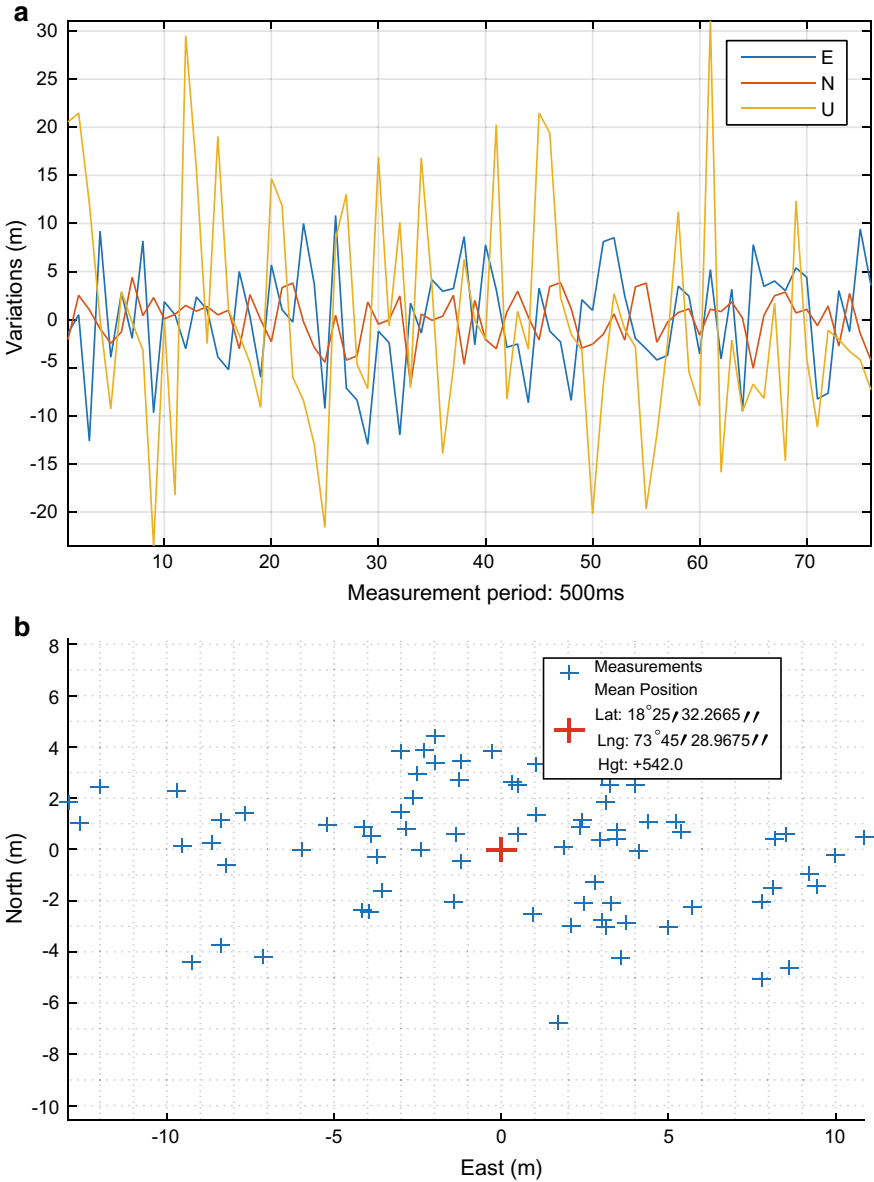 a
30
25
20
15
10
5
0
-5
-10
-15
-20
Variations (m)
E
N
U
10
20
30
40
50
60
70
Measurement period: 500ms
b
8
6
4
2
0
-2
-4
-6
-8
-10
North (m)
Measurements
Mean Position
Lat: 18°25′32.2665′′
Lng: 73°45′28.9675′′
Hgt: +542.0
-10
-5
0
5
10
East (m)